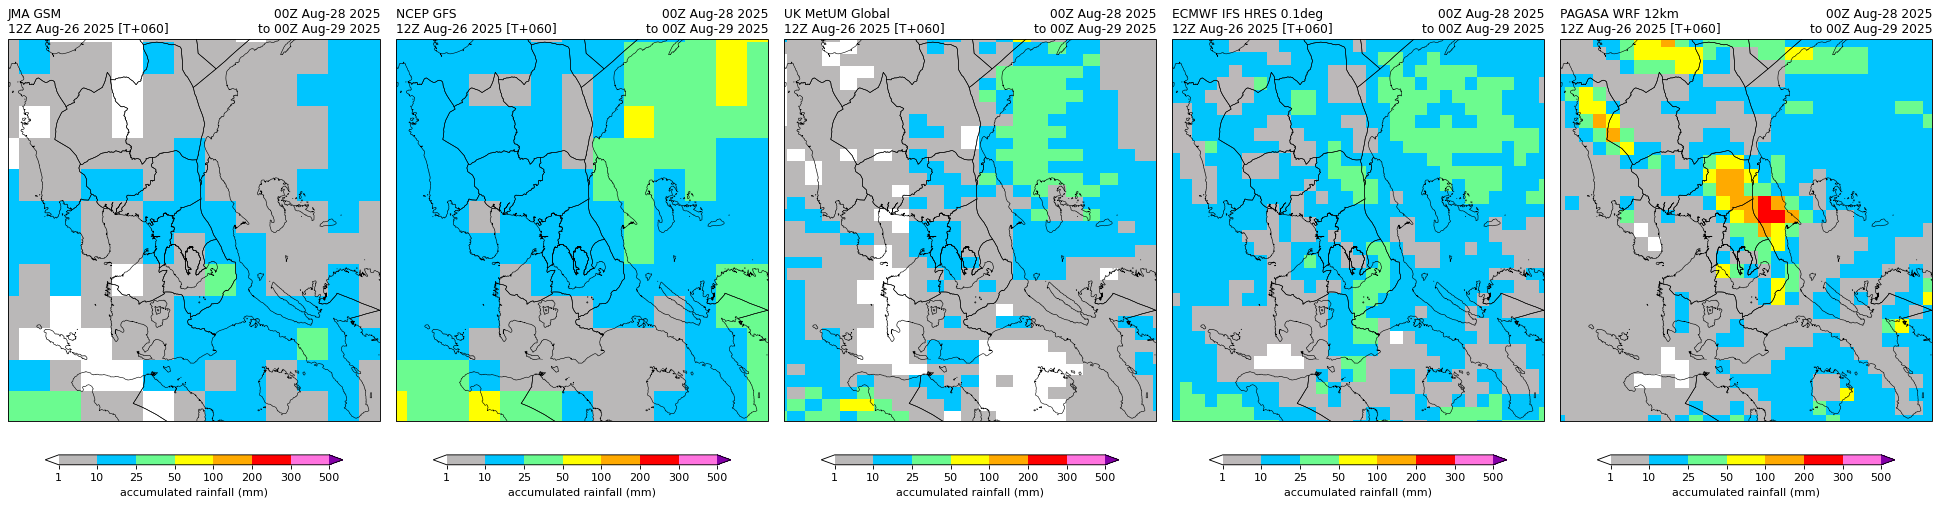 JMA GSM 00Z Aug-28 2025
12Z Aug-26 2025 [T+060] to 00Z Aug-29 2025
NCEP GFS 00Z Aug-28 2025
12Z Aug-26 2025 [T+060] to 00Z Aug-29 2025
UK MetUM Global 00Z Aug-28 2025
12Z Aug-26 2025 [T+060] to 00Z Aug-29 2025
ECMWF IFS HRES 0.1deg 00Z Aug-28 2025
12Z Aug-26 2025 [T+060] to 00Z Aug-29 2025
PAGASA WRF 12km 00Z Aug-28 2025
12Z Aug-26 2025 [T+060] to 00Z Aug-29 2025
1 10 25 50 100 200 300 500
accumulated rainfall (mm)
1 10 25 50 100 200 300 500
accumulated rainfall (mm)
1 10 25 50 100 200 300 500
accumulated rainfall (mm)
1 10 25 50 100 200 300 500
accumulated rainfall (mm)
1 10 25 50 100 200 300 500
accumulated rainfall (mm)